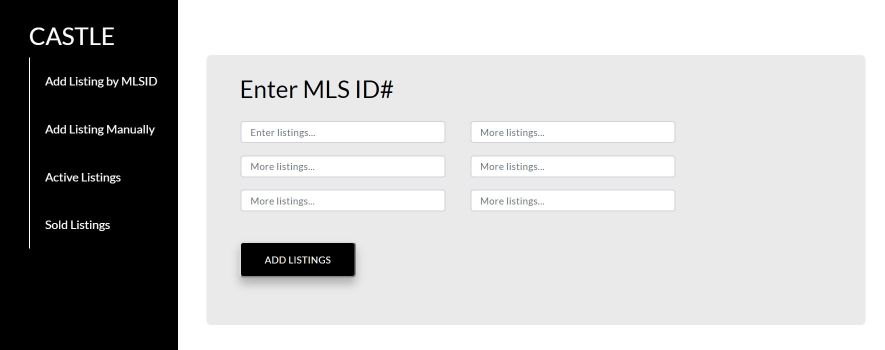 CASTLE
Add Listing by MLSID
Add Listing Manually
Active Listings
Sold Listings
Enter MLS ID#
Enter listings...
More listings...
More listings...
More listings...
More listings...
More listings...
ADD LISTINGS